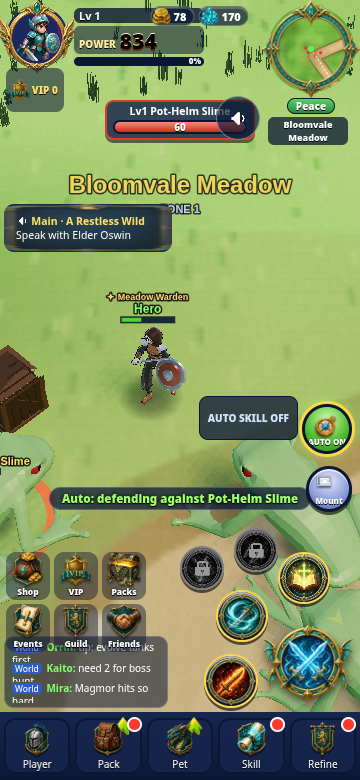 Lv 1
78
170
POWER 834
0%
VIP 0
Lv1 Pot-Helm Slime
60
Peace
Bloomvale
Meadow
Bloomvale Meadow
ZONE 1
Main · A Restless Wild
Speak with Elder Oswin
Meadow Warden
Hero
AUTO SKILL OFF
AUTO ON
Slime
Mount
Auto: defending against Pot-Helm Slime
Shop
VIP
Packs
Events
Guild
Friends
World
first
World Kaito: need 2 for boss
hunt
World Mira: Magmor hits so
hard
Player
Pack
Pet
Skill
Refine